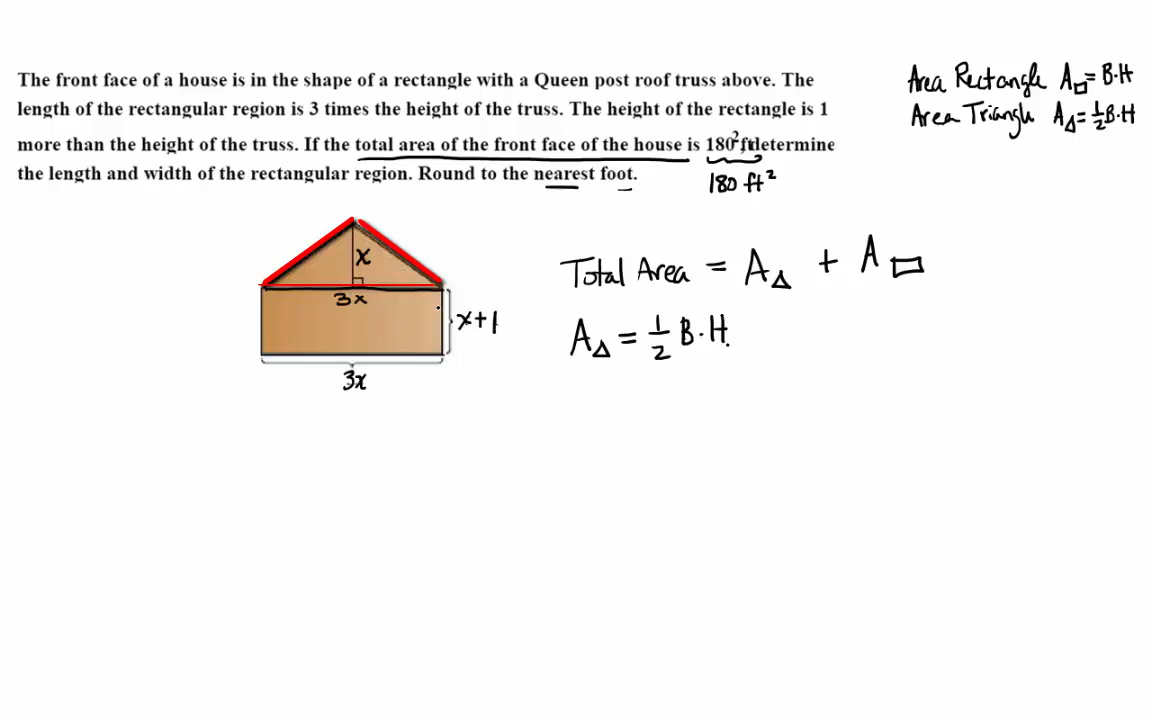 The front face of a house is in the shape of a rectangle with a Queen post roof truss above. The
length of the rectangular region is 3 times the height of the truss. The height of the rectangle is 1
more than the height of the truss. If the total area of the front face of the house is 180 ft² determine
the length and width of the rectangular region. Round to the nearest foot.
180 ft²
Area Rectangle A▭ = B·H
Area Triangle A△ = ½B·H
x
3x
x+1
3x
Total Area = A△ + A▭
A△ = ½ B·H